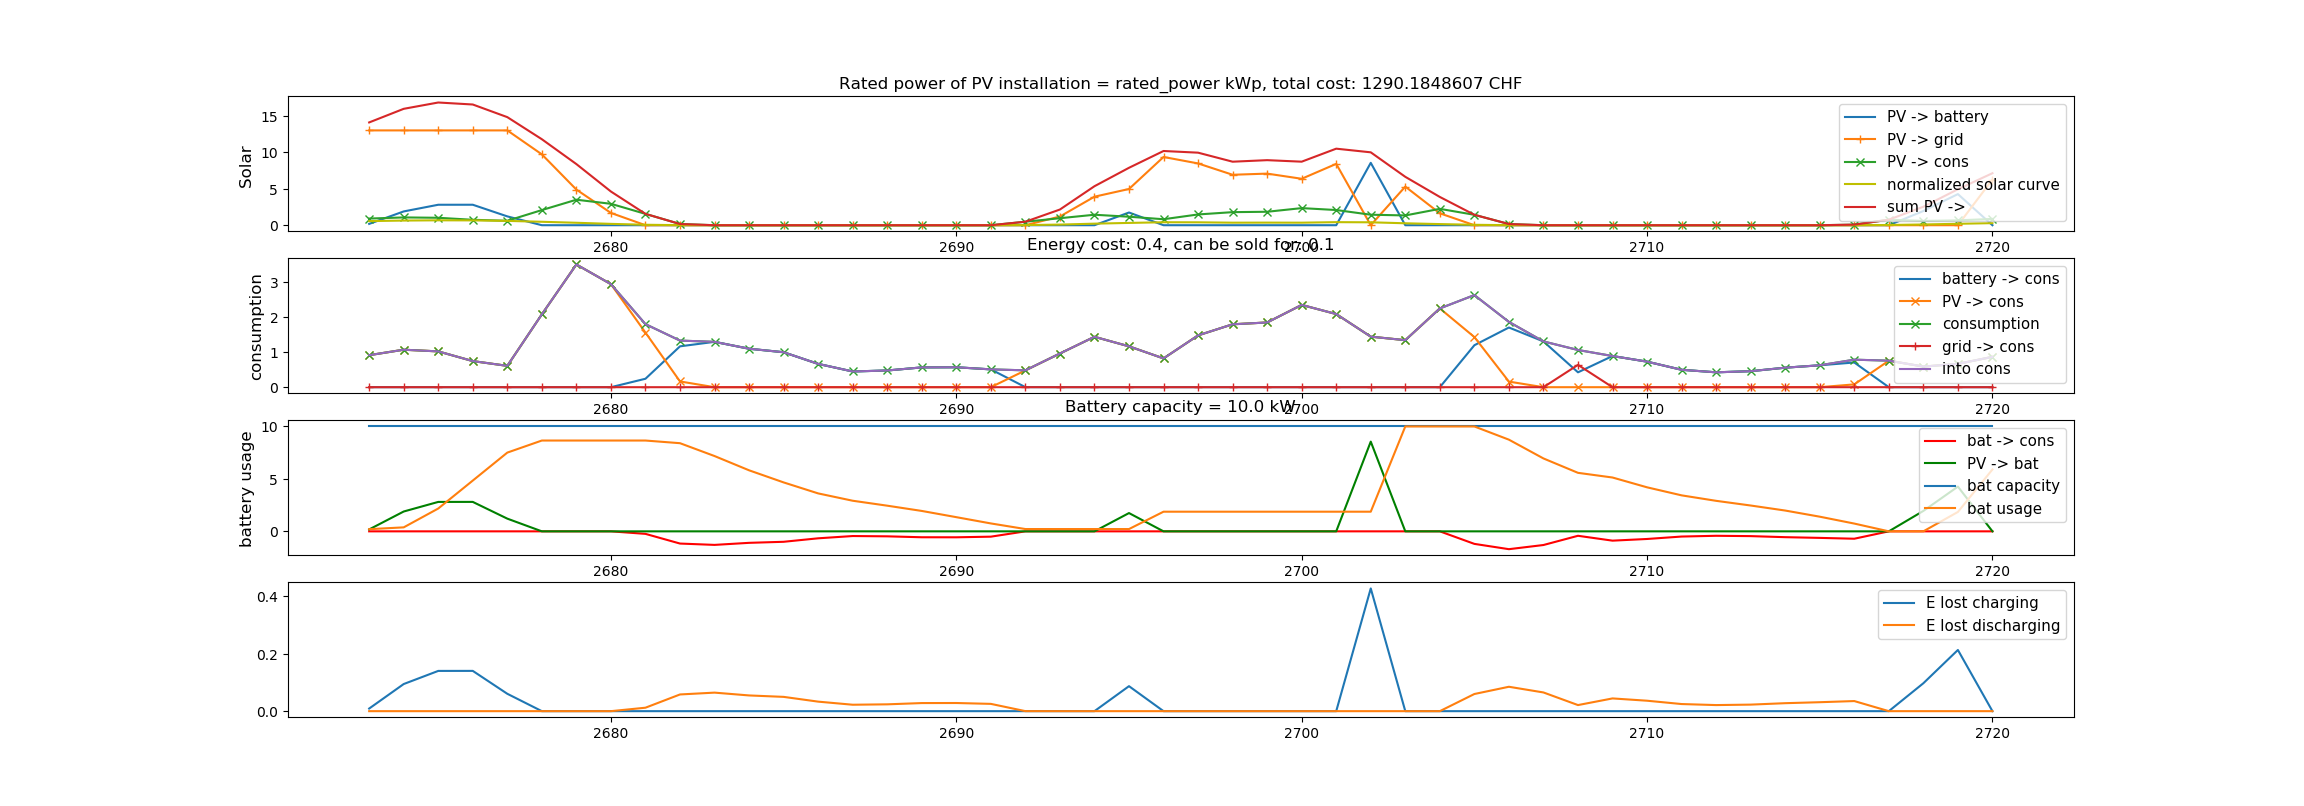 Rated power of PV installation = rated_power kWp, total cost: 1290.1848607 CHF
Solar
15
10
5
0
PV -> battery
PV -> grid
PV -> cons
normalized solar curve
sum PV ->
2680
2690
2700
2710
2720
Energy cost: 0.4, can be sold for: 0.1
consumption
3
2
1
0
battery -> cons
PV -> cons
consumption
grid -> cons
into cons
2680
2690
2700
2710
2720
Battery capacity = 10.0 kW
battery usage
10
5
0
bat -> cons
PV -> bat
bat capacity
bat usage
2680
2690
2700
2710
2720
0.4
0.2
0.0
E lost charging
E lost discharging
2680
2690
2700
2710
2720